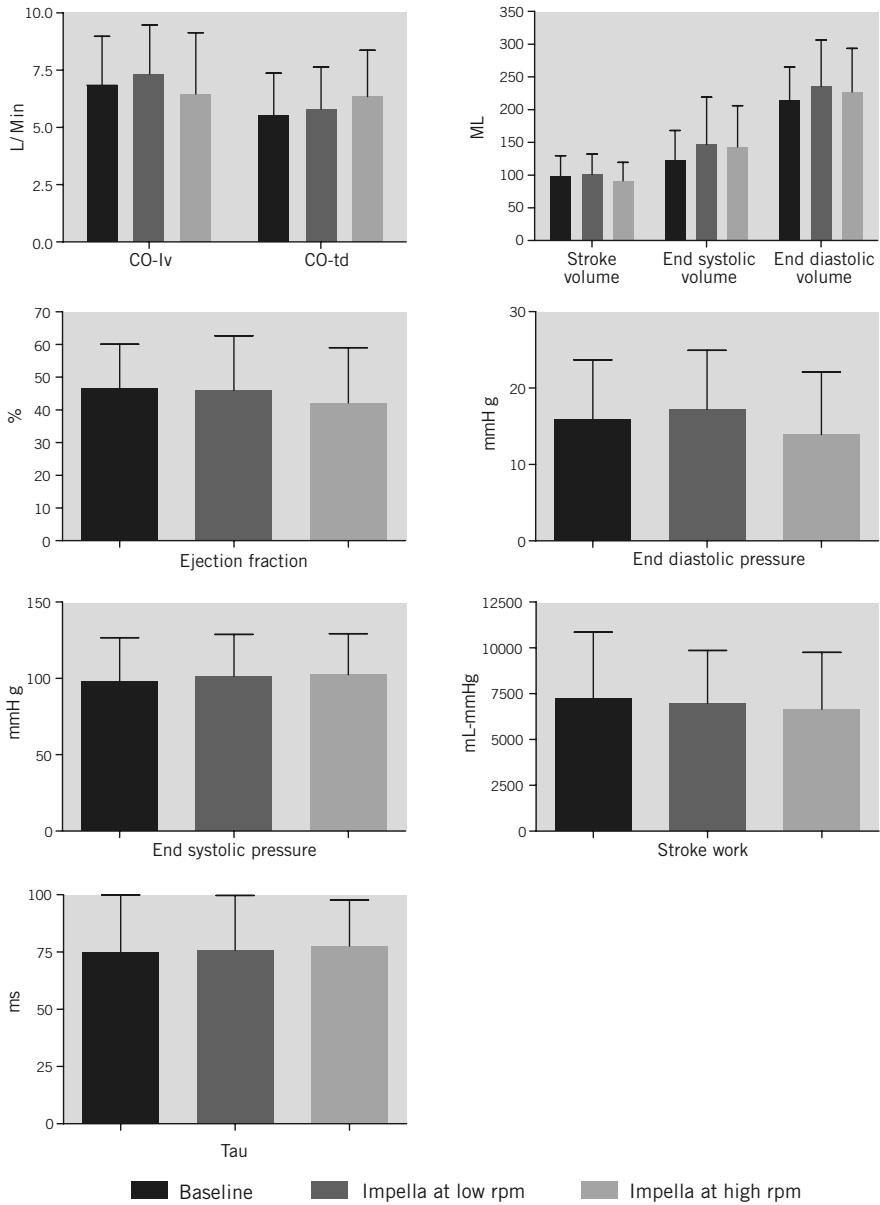 10.0
7.5
5.0
2.5
0.0
L/ Min
CO-lv
CO-td
350
300
250
200
150
100
50
0
ML
Stroke volume
End systolic volume
End diastolic volume
70
60
50
40
30
20
10
0
%
Ejection fraction
30
20
10
0
mmH g
End diastolic pressure
150
100
50
0
mmH g
End systolic pressure
12500
10000
7500
5000
2500
0
mL-mmHg
Stroke work
100
75
50
25
0
ms
Tau
Baseline
Impella at low rpm
Impella at high rpm